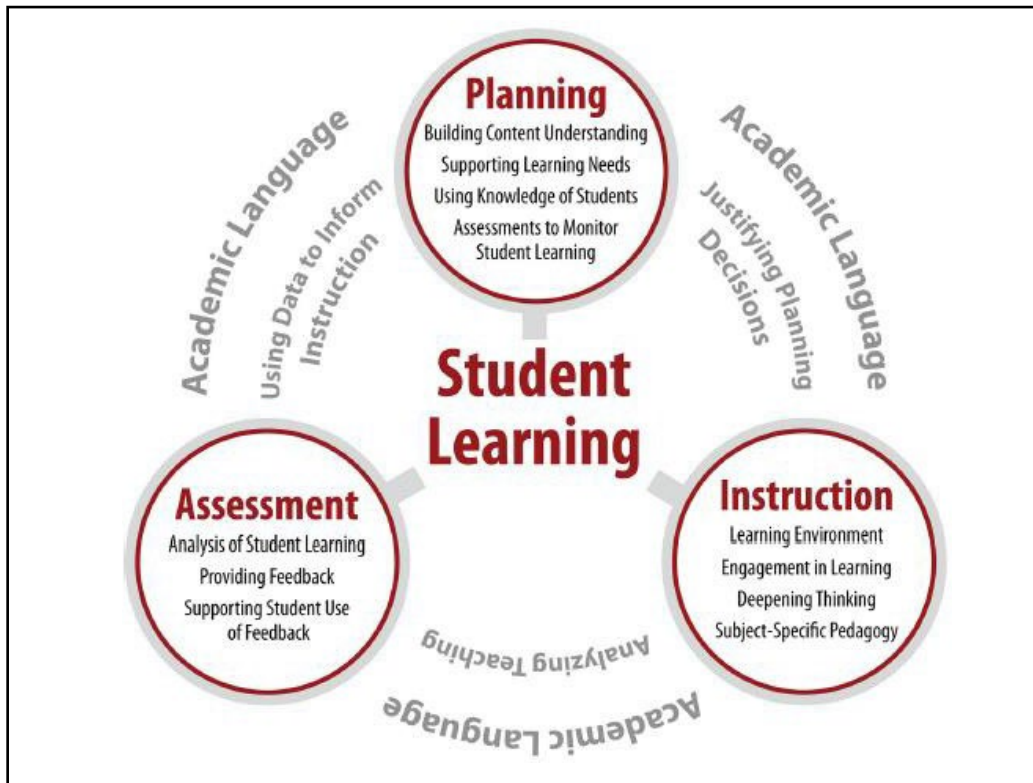 Planning
Building Content Understanding
Supporting Learning Needs
Using Knowledge of Students
Assessments to Monitor
Student Learning
Academic Language
Using Data to Inform
Instruction
Academic Language
Justifying Planning
Decisions
Student
Learning
Assessment
Analysis of Student Learning
Providing Feedback
Supporting Student Use
of Feedback
Instruction
Learning Environment
Engagement in Learning
Deepening Thinking
Subject-Specific Pedagogy
Analyzing Teaching
Academic Language